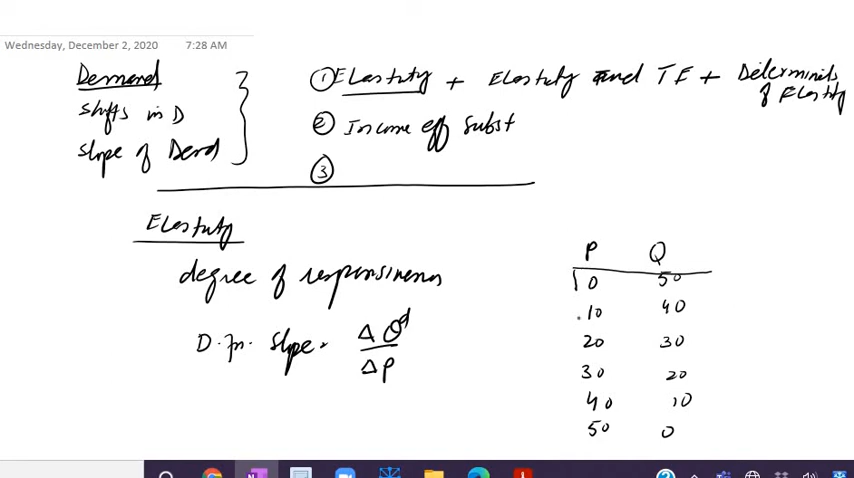 Wednesday, December 2, 2020 7:28 AM
Demand
shifts in D
slope of Demd
① Elasticity + Elasticity and TE + Determinants of Elasticity
② Income eff Subst
③
Elasticity
degree of responsiveness
D. fn. Slope = ΔQᵈ / ΔP
P Q
0 50
10 40
20 30
30 20
40 10
50 0